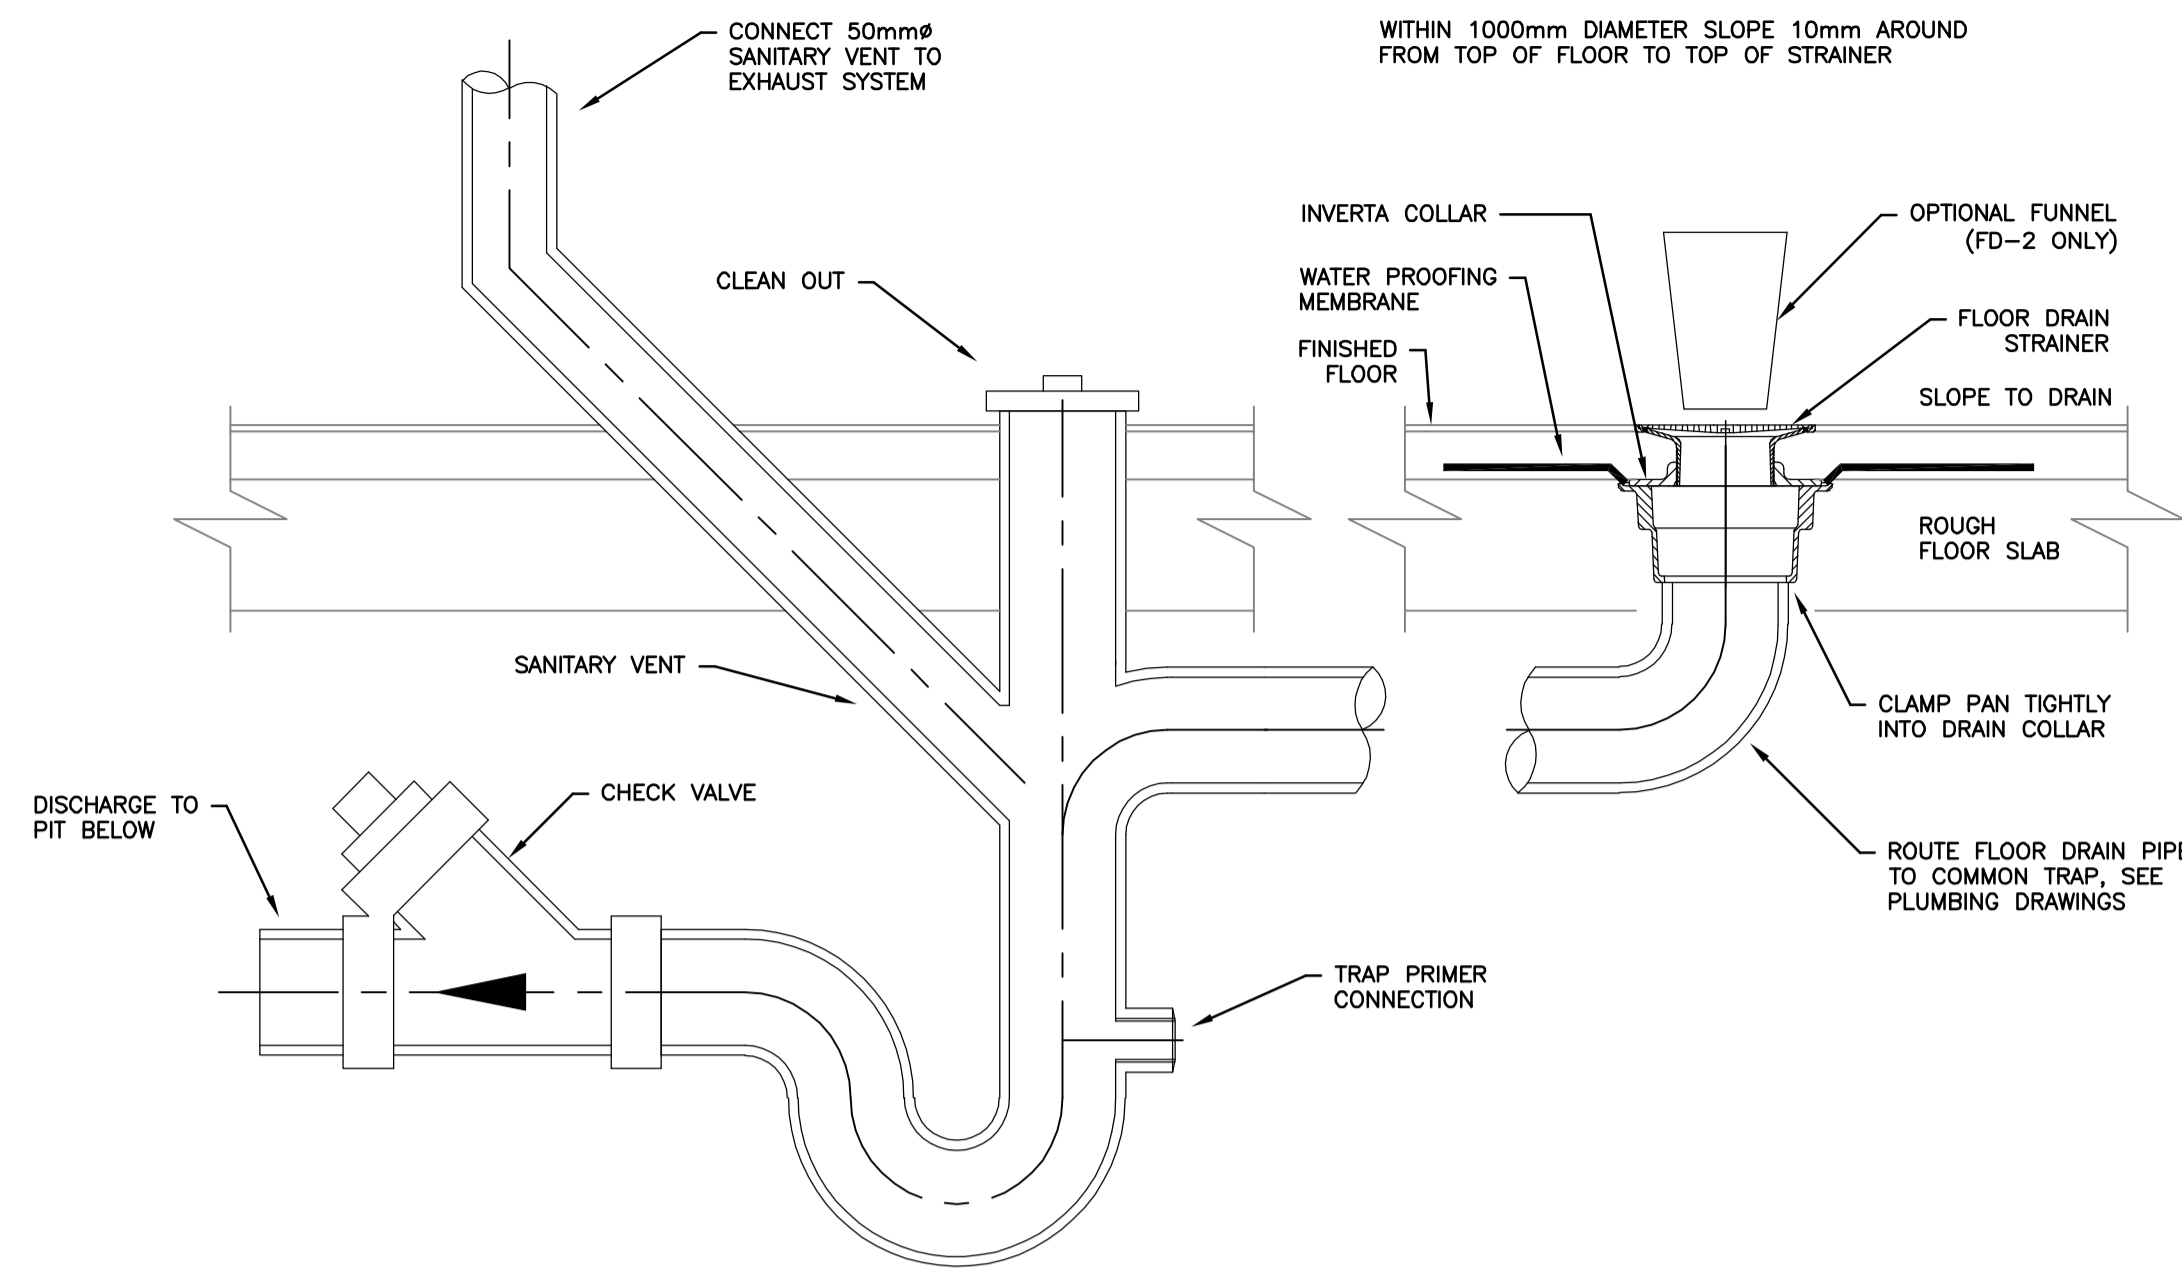 CONNECT 50mmø
SANITARY VENT TO
EXHAUST SYSTEM
WITHIN 1000mm DIAMETER SLOPE 10mm AROUND
FROM TOP OF FLOOR TO TOP OF STRAINER
INVERTA COLLAR
OPTIONAL FUNNEL
(FD-2 ONLY)
CLEAN OUT
WATER PROOFING
MEMBRANE
FLOOR DRAIN
STRAINER
FINISHED
FLOOR
SLOPE TO DRAIN
ROUGH
FLOOR SLAB
SANITARY VENT
CLAMP PAN TIGHTLY
INTO DRAIN COLLAR
CHECK VALVE
DISCHARGE TO
PIT BELOW
ROUTE FLOOR DRAIN PIPE
TO COMMON TRAP, SEE
PLUMBING DRAWINGS
TRAP PRIMER
CONNECTION